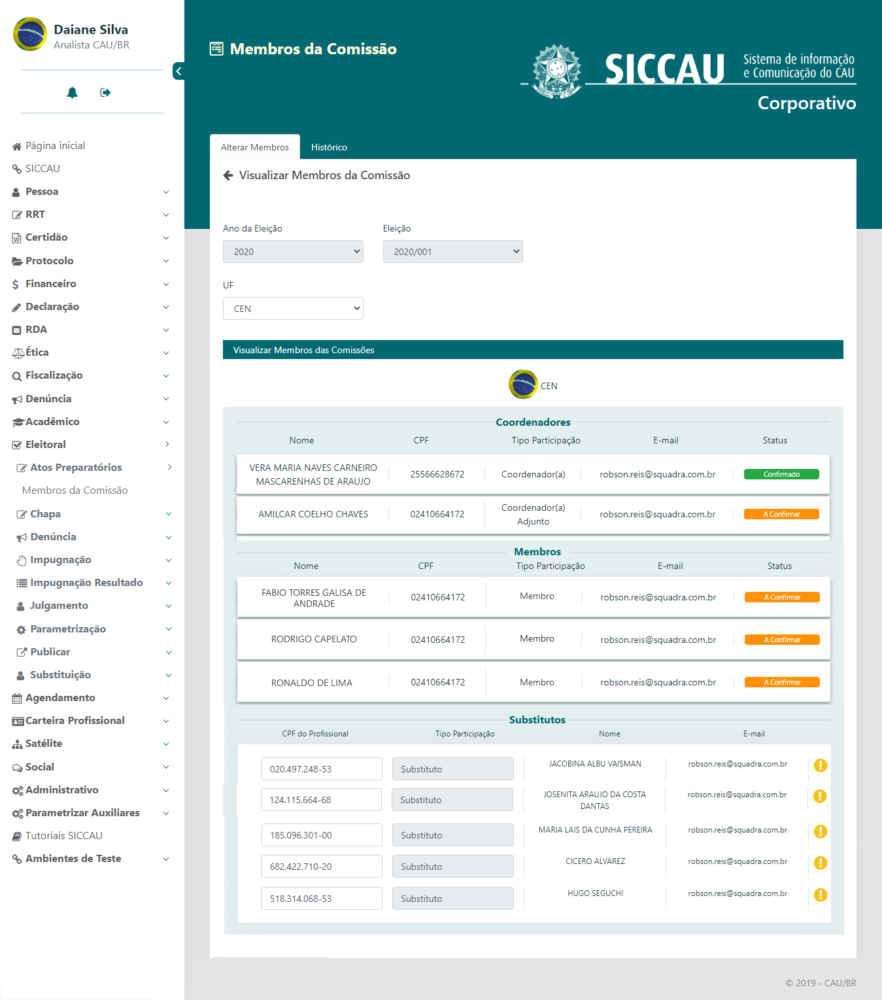 Daiane Silva
Analista CAU/BR
Página inicial
SICCAU
Pessoa
RRT
Certidão
Protocolo
Financeiro
Declaração
RDA
Ética
Fiscalização
Denúncia
Acadêmico
Eleitoral
Atos Preparatórios
Membros da Comissão
Chapa
Denúncia
Impugnação
Impugnação Resultado
Julgamento
Parametrização
Publicar
Substituição
Agendamento
Carteira Profissional
Satélite
Social
Administrativo
Parametrizar Auxiliares
Tutoriais SICCAU
Ambientes de Teste
Membros da Comissão
SICCAU Sistema de informação
e Comunicação do CAU
Corporativo
Alterar Membros Histórico
Visualizar Membros da Comissão
Ano da Eleição Eleição
2020 2020/001
UF
CEN
Visualizar Membros das Comissões
CEN
Coordenadores
Nome CPF Tipo Participação E-mail Status
VERA MARIA NAVES CARNEIRO
MASCARENHAS DE ARAUJO 25566628672 Coordenador(a) robson.reis@squadra.com.br Confirmado
AMILCAR COELHO CHAVES 02410664172 Coordenador(a)
Adjunto robson.reis@squadra.com.br A Confirmar
Membros
Nome CPF Tipo Participação E-mail Status
FABIO TORRES GALISA DE
ANDRADE 02410664172 Membro robson.reis@squadra.com.br A Confirmar
RODRIGO CAPELATO 02410664172 Membro robson.reis@squadra.com.br A Confirmar
RONALDO DE LIMA 02410664172 Membro robson.reis@squadra.com.br A Confirmar
Substitutos
CPF do Profissional Tipo Participação Nome E-mail
020.497.248-53 Substituto JACOBINA ALBU VAISMAN robson.reis@squadra.com.br
124.115.664-68 Substituto JOSENITA ARAUJO DA COSTA
DANTAS robson.reis@squadra.com.br
185.096.301-00 Substituto MARIA LAIS DA CUNHA PEREIRA robson.reis@squadra.com.br
682.422.710-20 Substituto CICERO ALVAREZ robson.reis@squadra.com.br
518.314.068-53 Substituto HUGO SEGUCHI robson.reis@squadra.com.br
© 2019 - CAU/BR